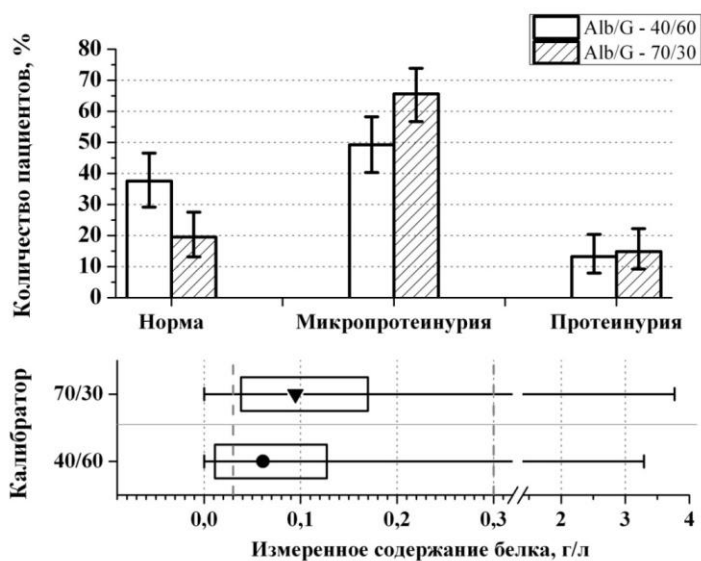 Alb/G - 40/60
Alb/G - 70/30
Количество пациентов, %
80
70
60
50
40
30
20
10
0
Норма Микропротеинурия Протеинурия
Калибратор
70/30
40/60
0,0 0,1 0,2 0,3 2 3 4
Измеренное содержание белка, г/л